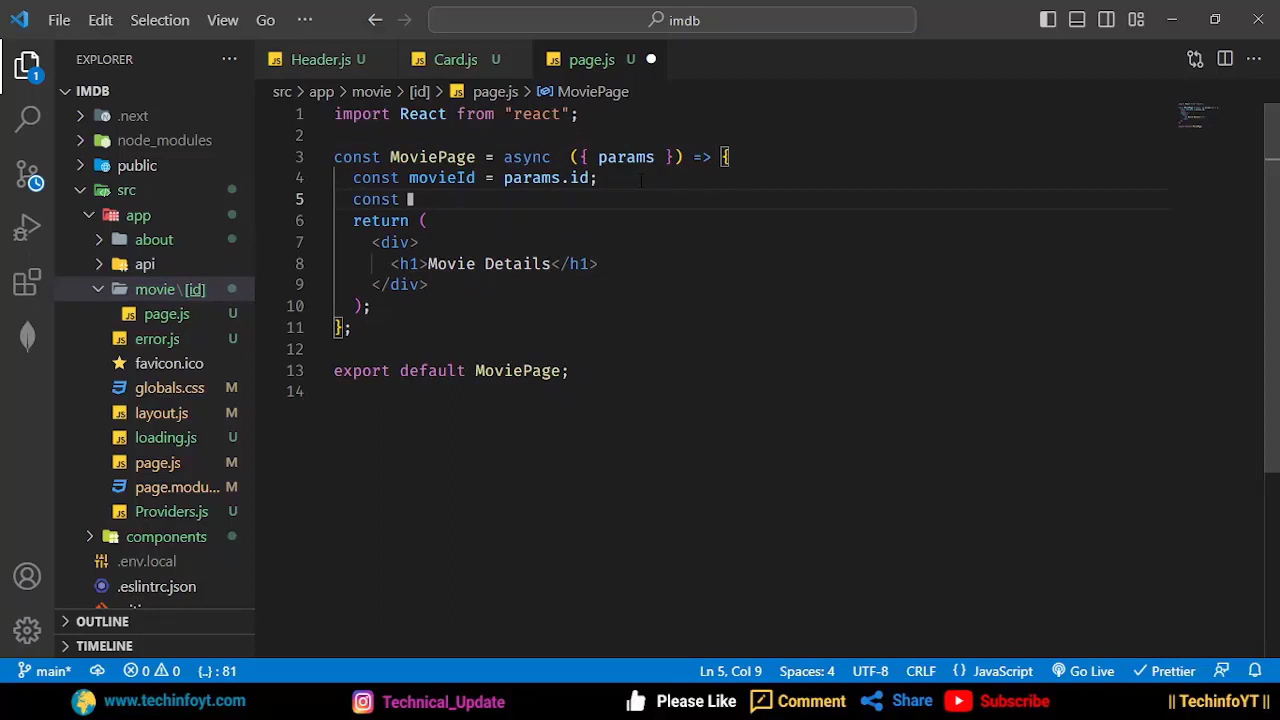 File Edit Selection View Go ··· imdb
EXPLORER ···
Header.js U Card.js U page.js U
IMDB
src > app > movie > [id] > page.js > MoviePage
.next
node_modules
public
src
app
about
api
movie\[id]
page.js U
error.js U
favicon.ico
globals.css M
layout.js M
loading.js U
page.js M
page.modu... M
Providers.js U
components
.env.local
.eslintrc.json
OUTLINE
TIMELINE
1
1 import React from "react";
2
3 const MoviePage = async ({ params }) => {
4 const movieId = params.id;
5 const
6 return (
7 <div>
8 <h1>Movie Details</h1>
9 </div>
10 );
11 };
12
13 export default MoviePage;
14
main* 0 0 {..} : 81 Ln 5, Col 9 Spaces: 4 UTF-8 CRLF {} JavaScript Go Live Prettier
www.techinfoyt.com Technical_Update Please Like Comment Share Subscribe || TechinfoYT ||